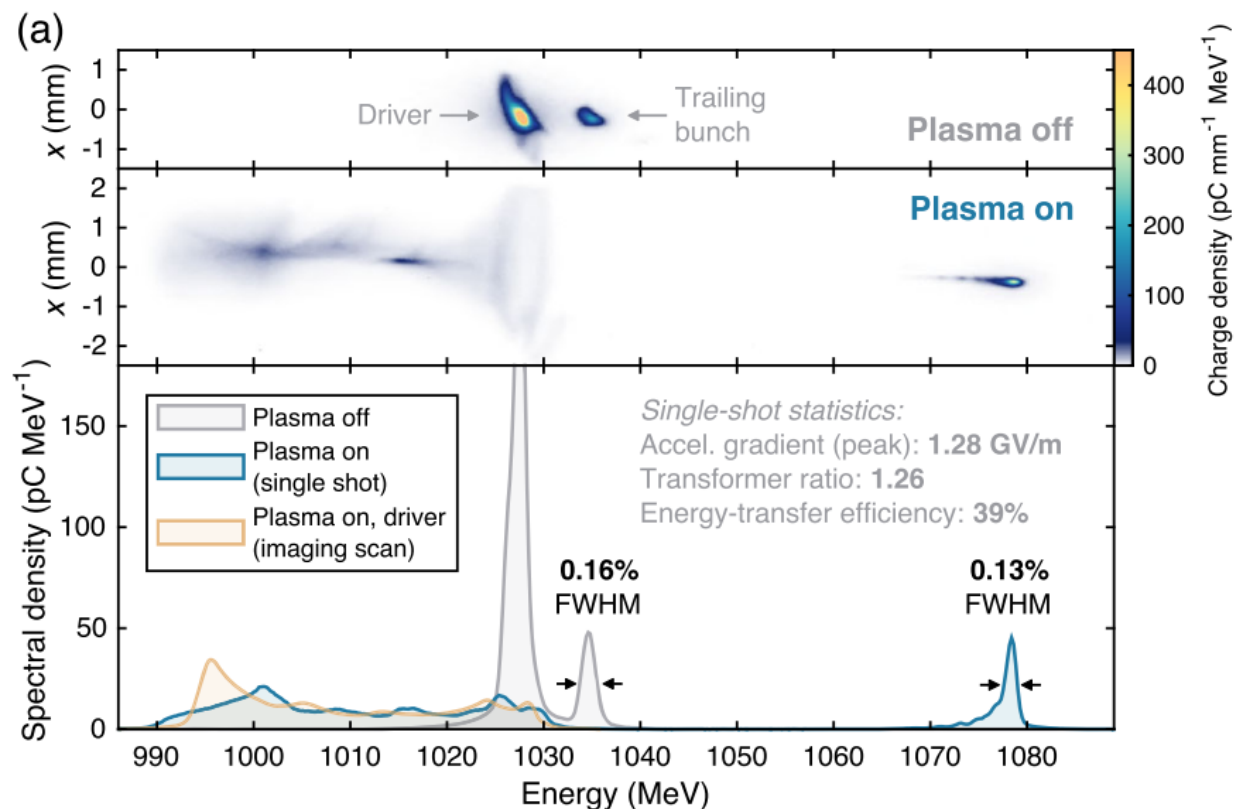 (a)
x (mm)
1
0
-1
Driver
Trailing
bunch
Plasma off
x (mm)
2
1
0
-1
-2
Plasma on
400
300
200
100
0
Charge density (pC mm⁻¹ MeV⁻¹)
Spectral density (pC MeV⁻¹)
150
100
50
0
Plasma off
Plasma on
(single shot)
Plasma on, driver
(imaging scan)
Single-shot statistics:
Accel. gradient (peak): 1.28 GV/m
Transformer ratio: 1.26
Energy-transfer efficiency: 39%
0.16%
FWHM
0.13%
FWHM
990 1000 1010 1020 1030 1040 1050 1060 1070 1080
Energy (MeV)